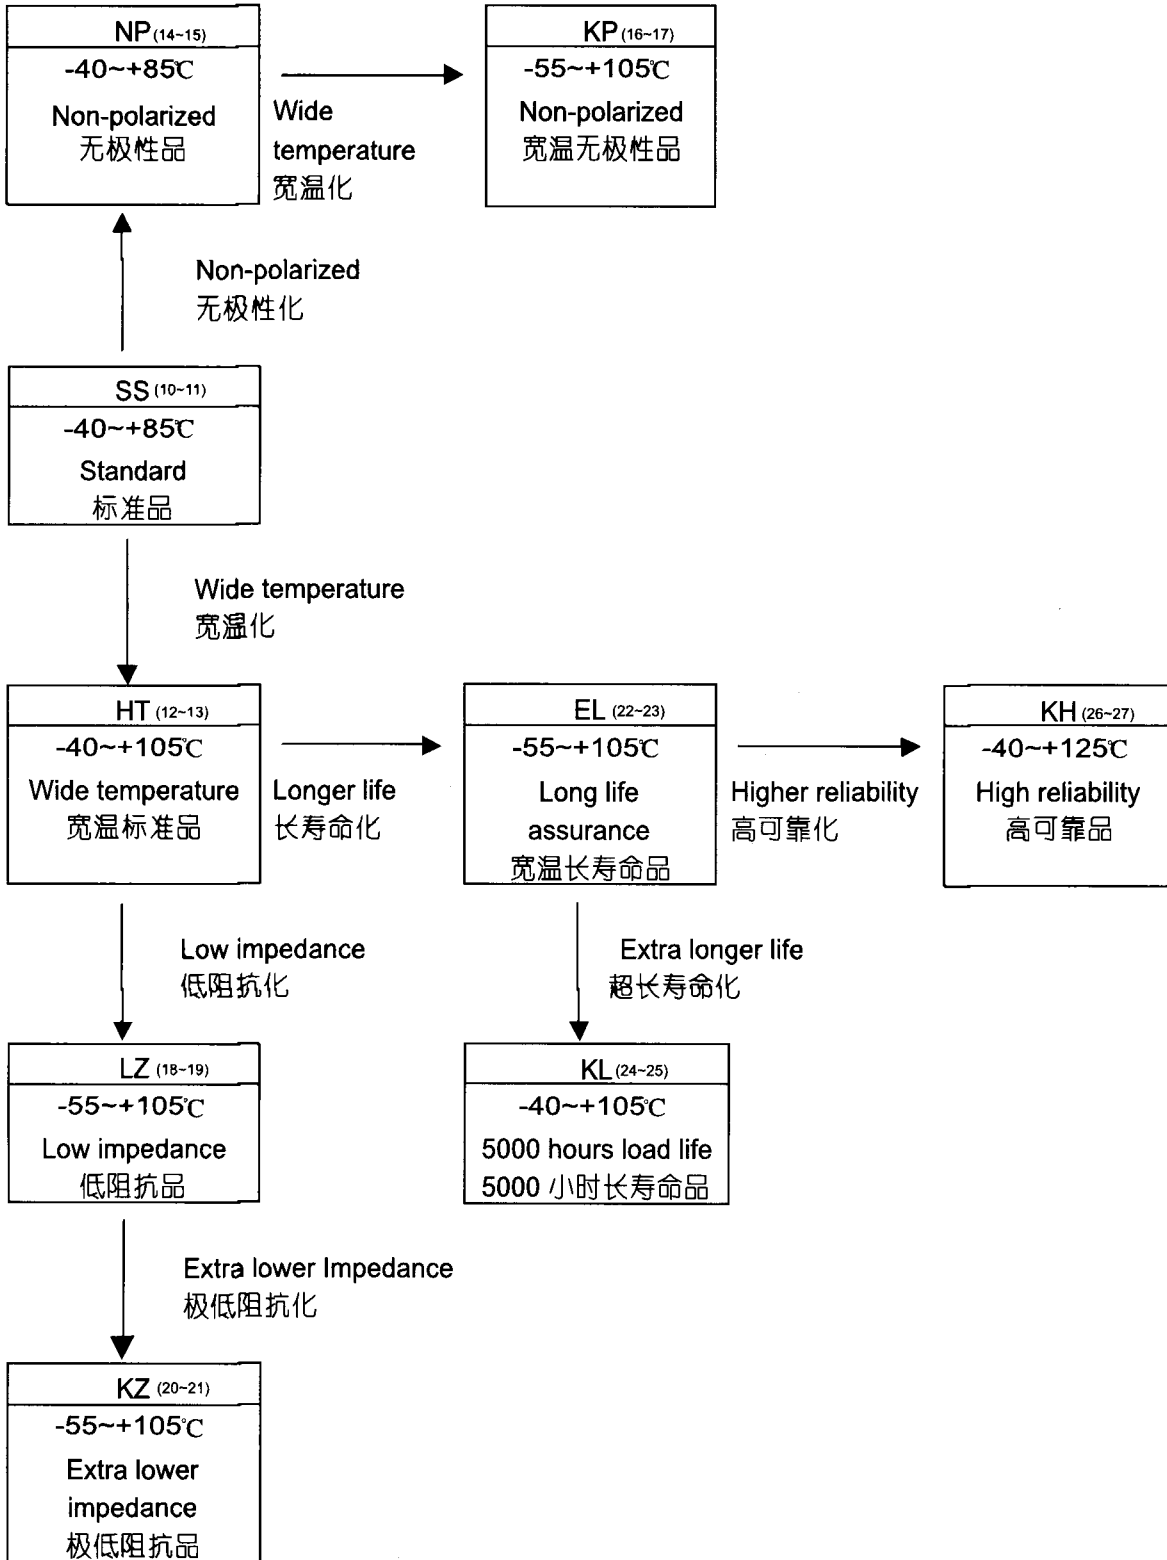 NP (14~15)
-40~+85℃
Non-polarized
无极性品
Wide
temperature
宽温化
KP (16~17)
-55~+105℃
Non-polarized
宽温无极性品
Non-polarized
无极性化
SS (10~11)
-40~+85℃
Standard
标准品
Wide temperature
宽温化
HT (12~13)
-40~+105℃
Wide temperature
宽温标准品
Longer life
长寿命化
EL (22~23)
-55~+105℃
Long life
assurance
宽温长寿命品
Higher reliability
高可靠化
KH (26~27)
-40~+125℃
High reliability
高可靠品
Low impedance
低阻抗化
Extra longer life
超长寿命化
LZ (18~19)
-55~+105℃
Low impedance
低阻抗品
KL (24~25)
-40~+105℃
5000 hours load life
5000 小时长寿命品
Extra lower Impedance
极低阻抗化
KZ (20~21)
-55~+105℃
Extra lower
impedance
极低阻抗品